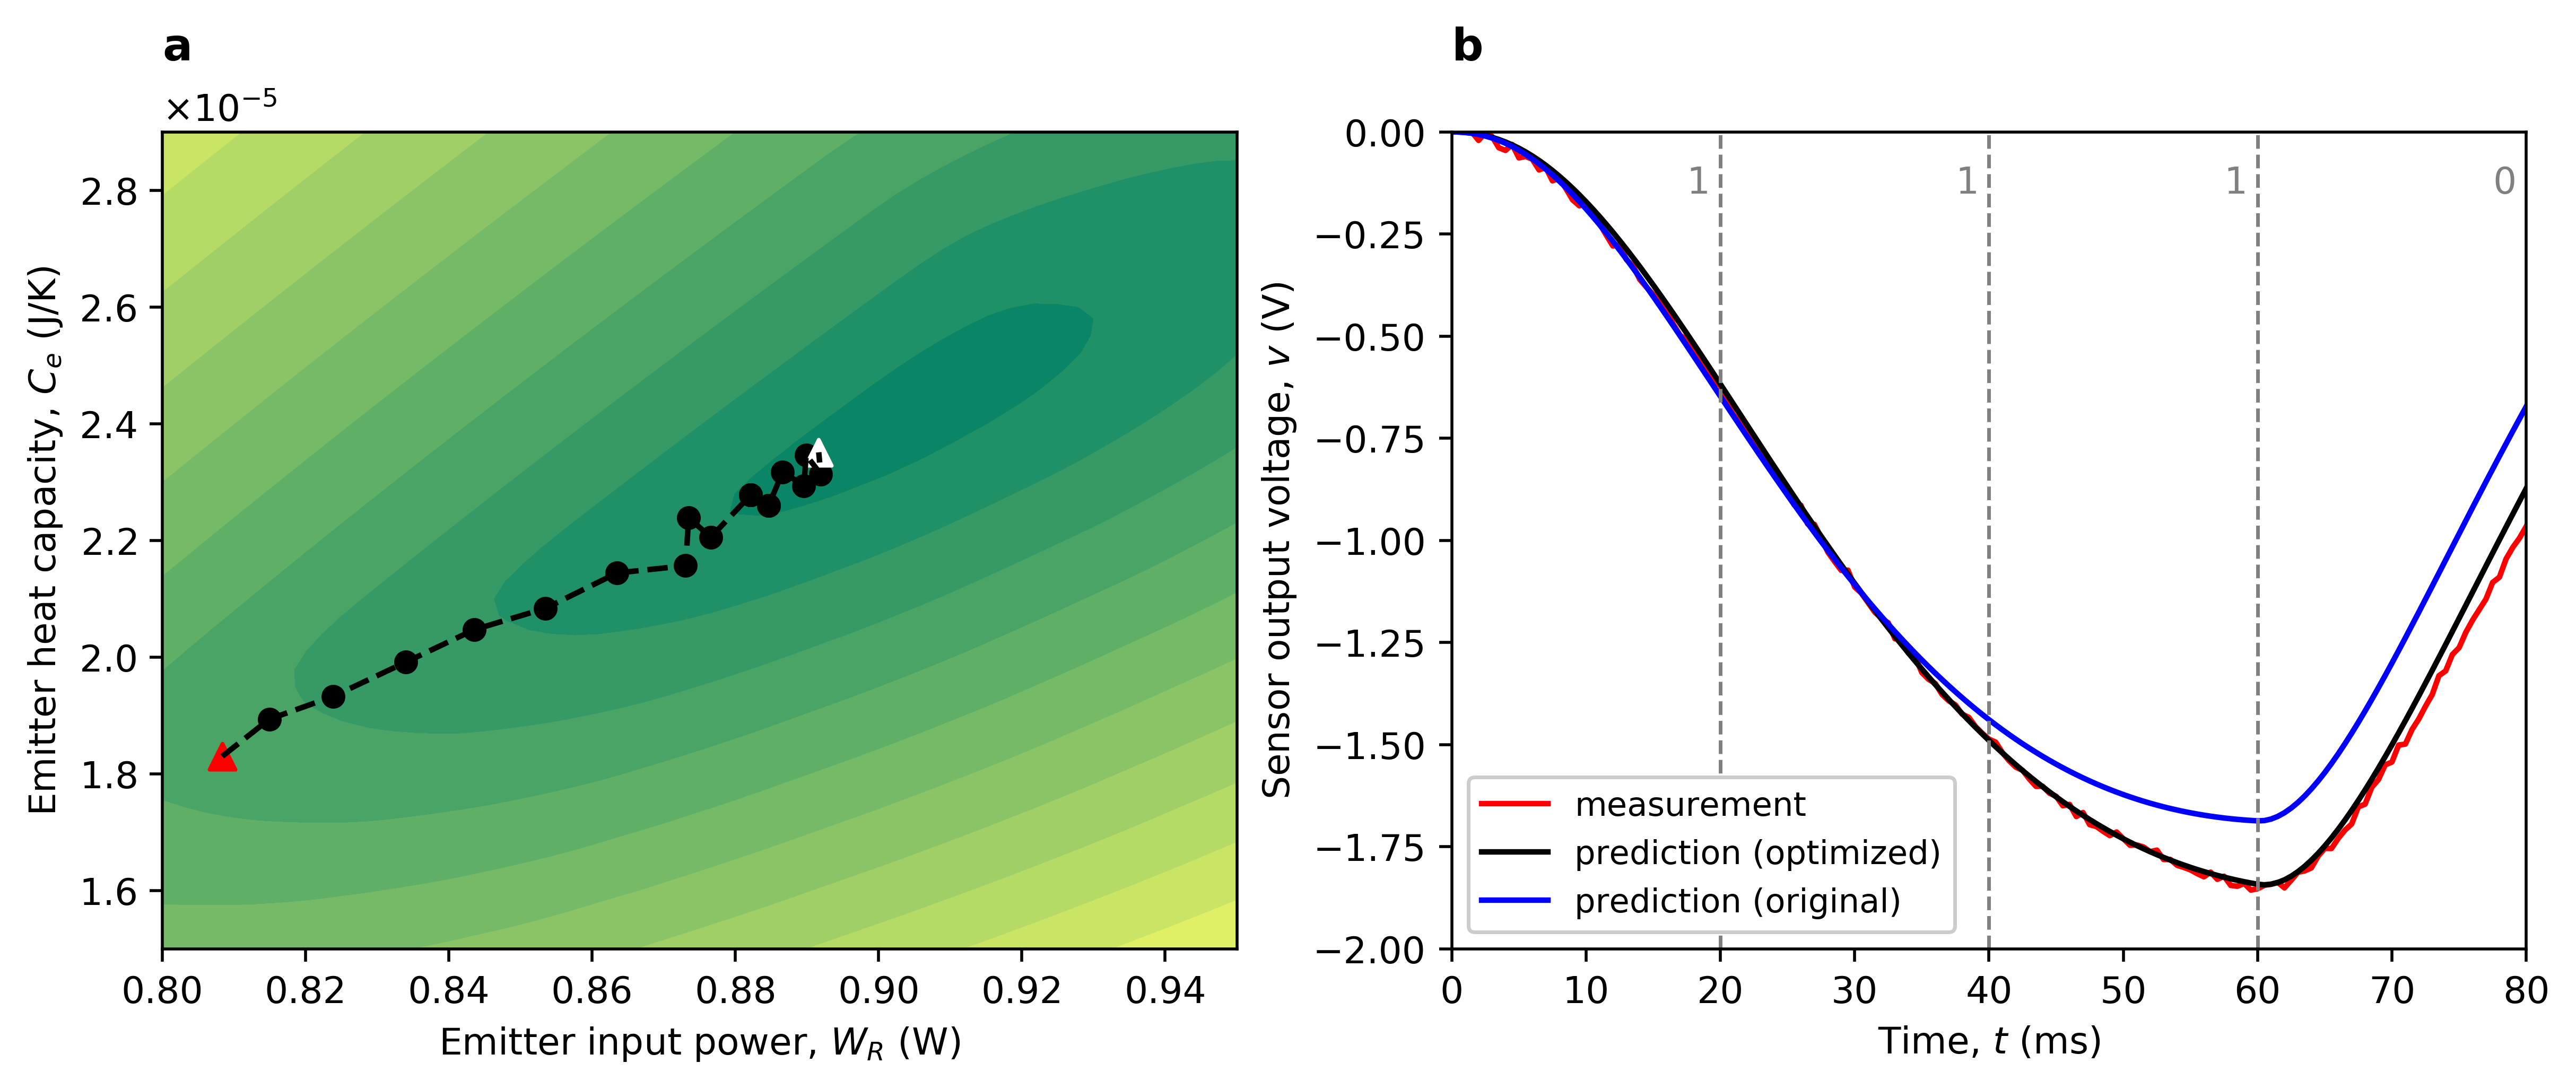 a
×10⁻⁵
2.8
2.6
2.4
2.2
2.0
1.8
1.6
Emitter heat capacity, Cₑ (J/K)
0.80 0.82 0.84 0.86 0.88 0.90 0.92 0.94
Emitter input power, W_R (W)
b
0.00
−0.25
−0.50
−0.75
−1.00
−1.25
−1.50
−1.75
−2.00
Sensor output voltage, v (V)
1 1 1 0
measurement
prediction (optimized)
prediction (original)
0 10 20 30 40 50 60 70 80
Time, t (ms)